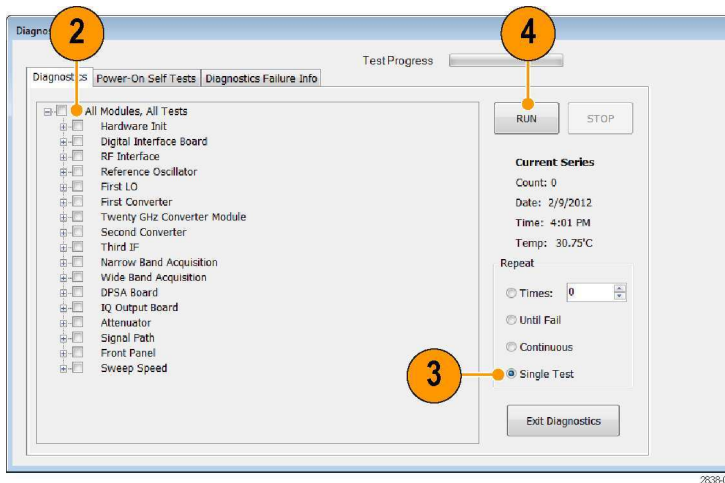 Diagnos
2
4
Test Progress
Diagnostics
Power-On Self Tests
Diagnostics Failure Info
All Modules, All Tests
Hardware Init
Digital Interface Board
RF Interface
Reference Oscillator
First LO
First Converter
Twenty GHz Converter Module
Second Converter
Third IF
Narrow Band Acquisition
Wide Band Acquisition
DPSA Board
IQ Output Board
Attenuator
Signal Path
Front Panel
Sweep Speed
RUN
STOP
Current Series
Count: 0
Date: 2/9/2012
Time: 4:01 PM
Temp: 30.75'C
Repeat
Times: 0
Until Fail
Continuous
3
Single Test
Exit Diagnostics